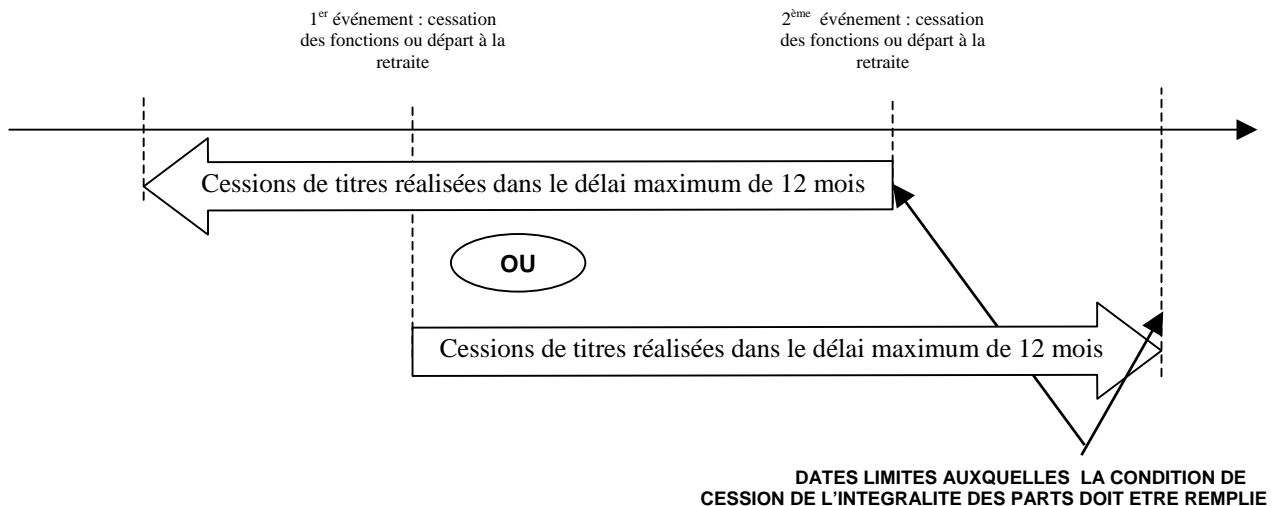 1er événement : cessation
des fonctions ou départ à la
retraite
2ème événement : cessation
des fonctions ou départ à la
retraite
Cessions de titres réalisées dans le délai maximum de 12 mois
OU
Cessions de titres réalisées dans le délai maximum de 12 mois
DATES LIMITES AUXQUELLES LA CONDITION DE
CESSION DE L'INTEGRALITE DES PARTS DOIT ETRE REMPLIE